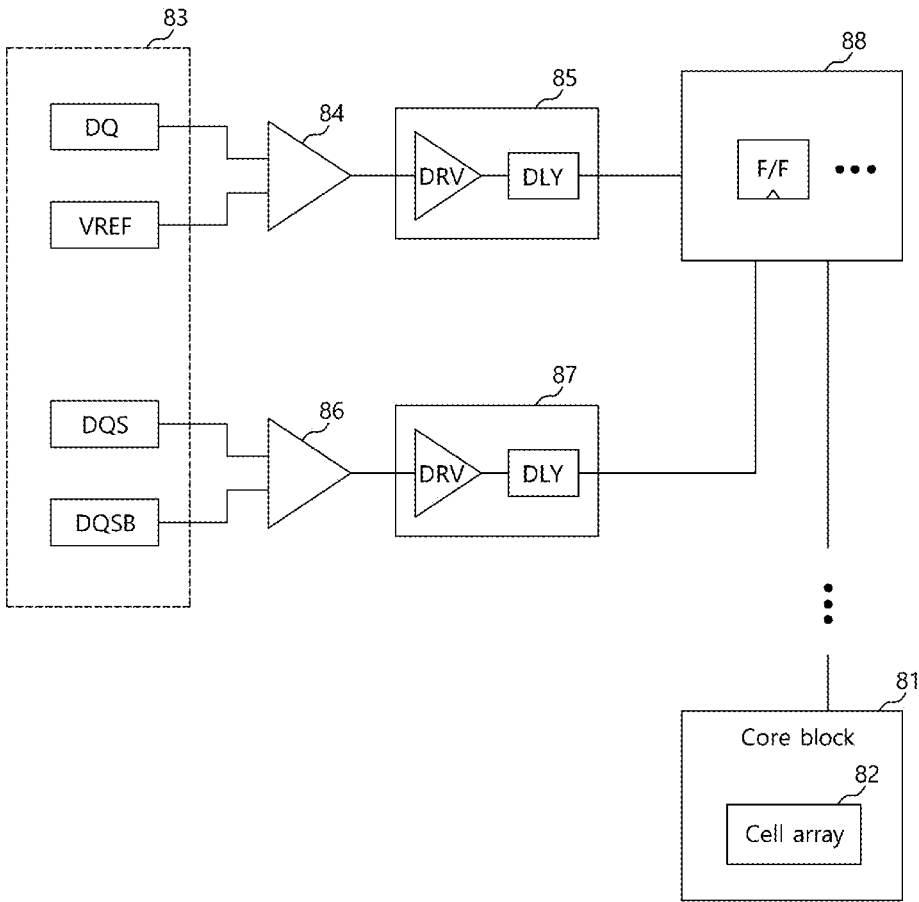 83
88
85
84
DQ
DRV
DLY
F/F
VREF
87
86
DQS
DRV
DLY
DQSB
81
Core block
82
Cell array